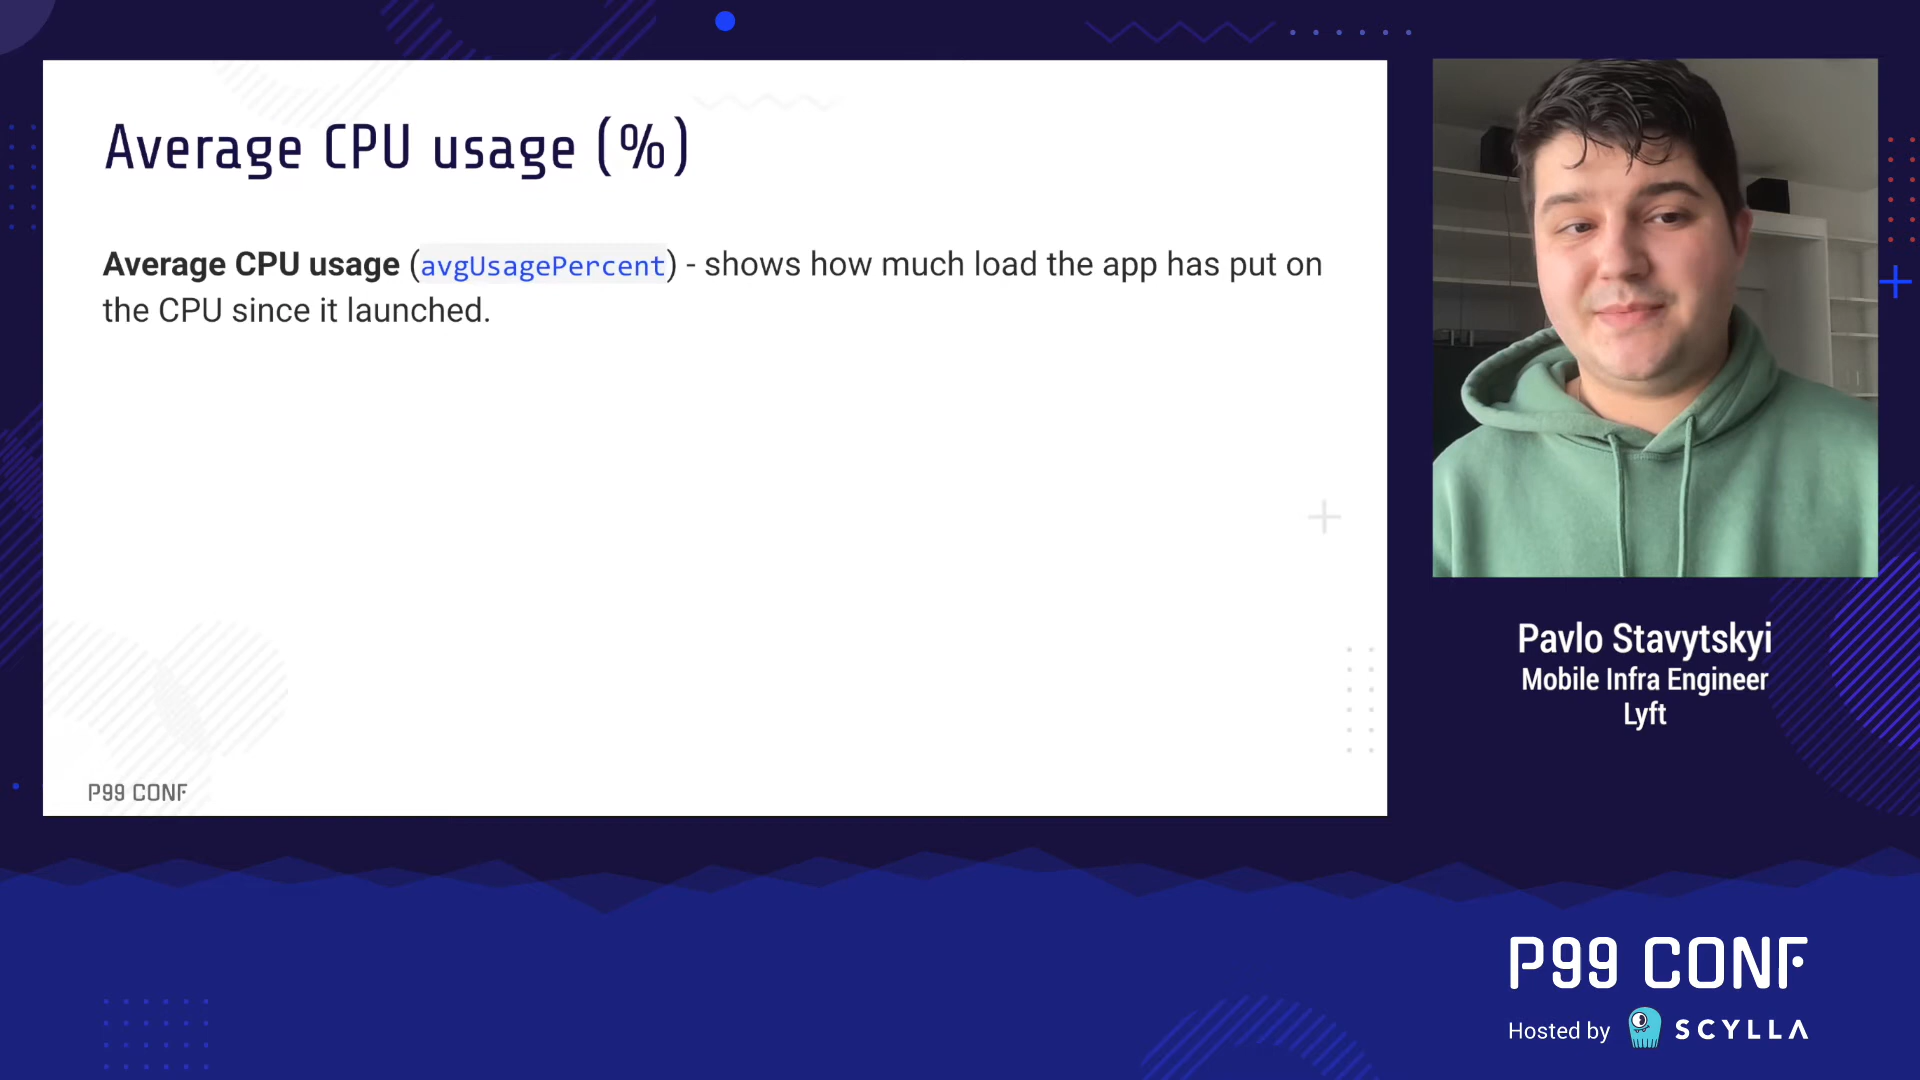 Average CPU usage (%)
Average CPU usage (avgUsagePercent) - shows how much load the app has put on
the CPU since it launched.
P99 CONF
Pavlo Stavytskyi
Mobile Infra Engineer
Lyft
P99 CONF
Hosted by SCYLLA